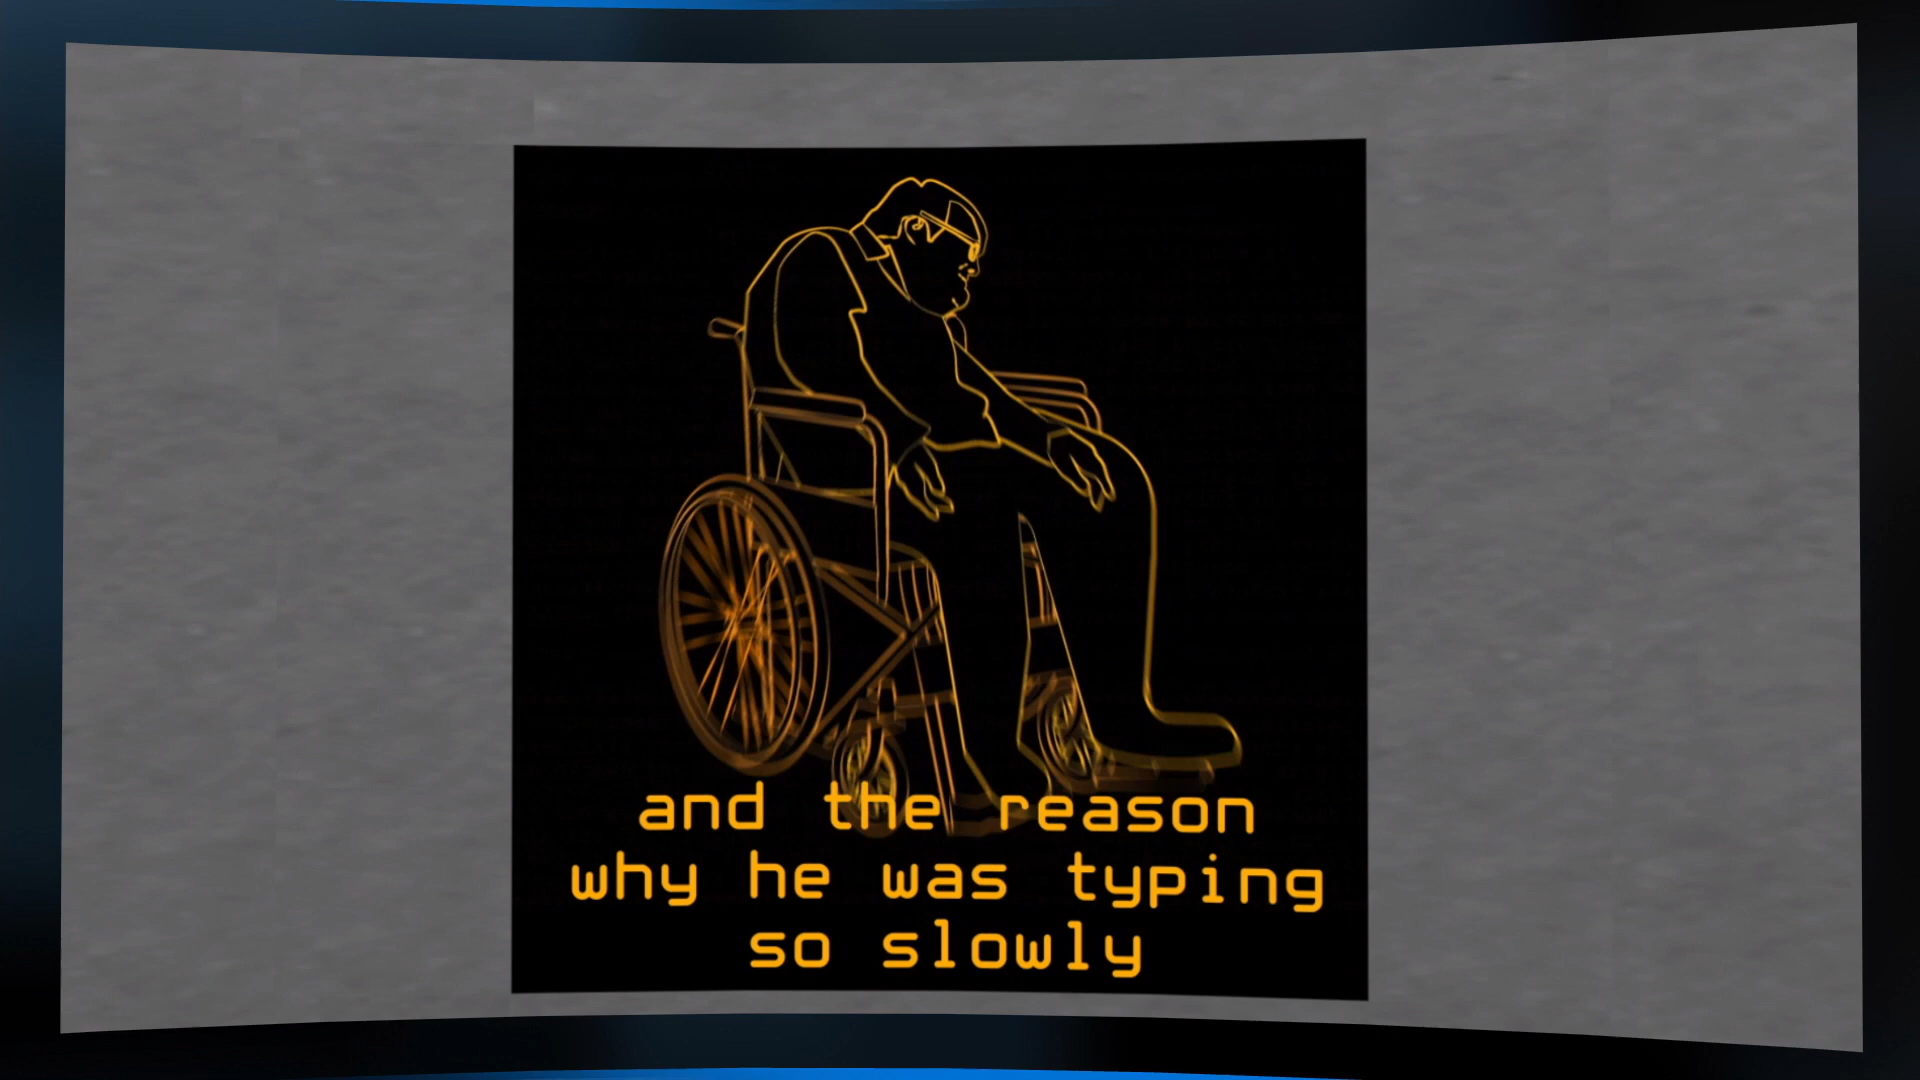 and the reason
why he was typing
so slowly